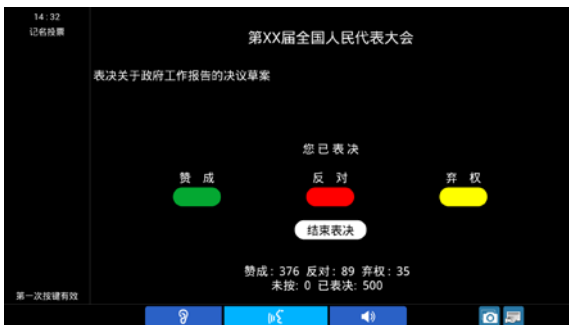 14:32
记名投票
第XX届全国人民代表大会
表决关于政府工作报告的决议草案
您已表决
赞 成 反 对 弃 权
结束表决
赞成: 376 反对: 89 弃权: 35
未按: 0 已表决: 500
第一次按键有效